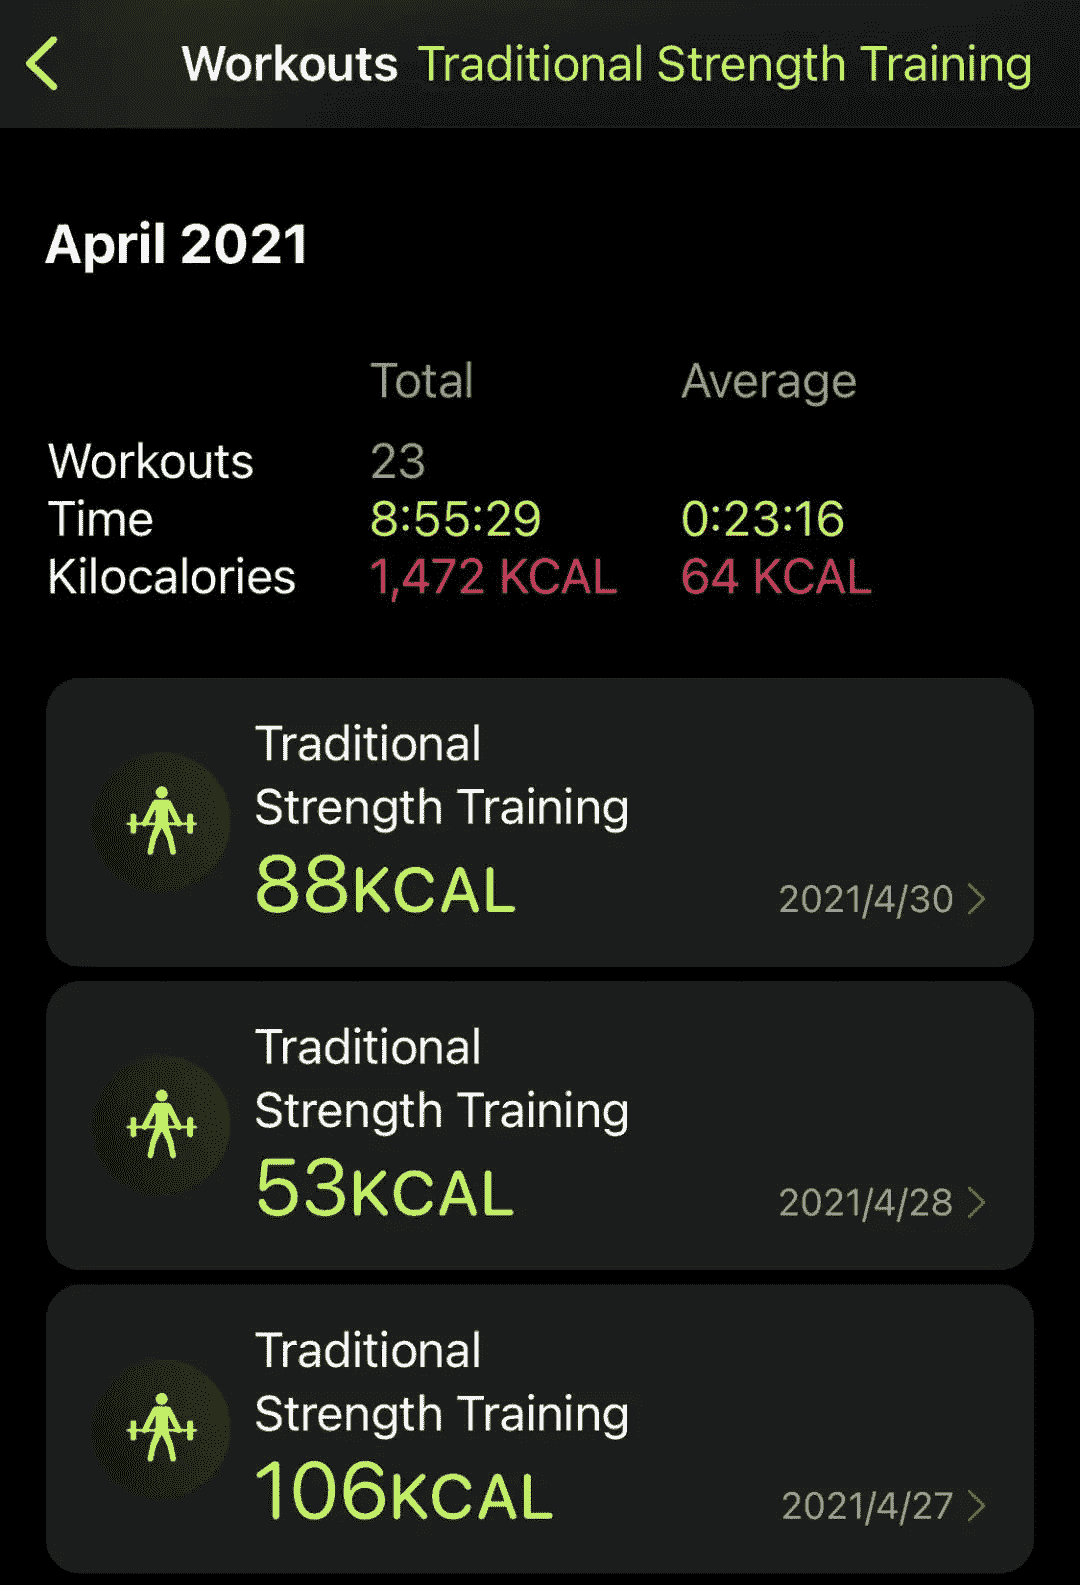 Workouts Traditional Strength Training
April 2021
Total Average
Workouts 23
Time 8:55:29 0:23:16
Kilocalories 1,472 KCAL 64 KCAL
Traditional
Strength Training
88KCAL 2021/4/30
Traditional
Strength Training
53KCAL 2021/4/28
Traditional
Strength Training
106KCAL 2021/4/27